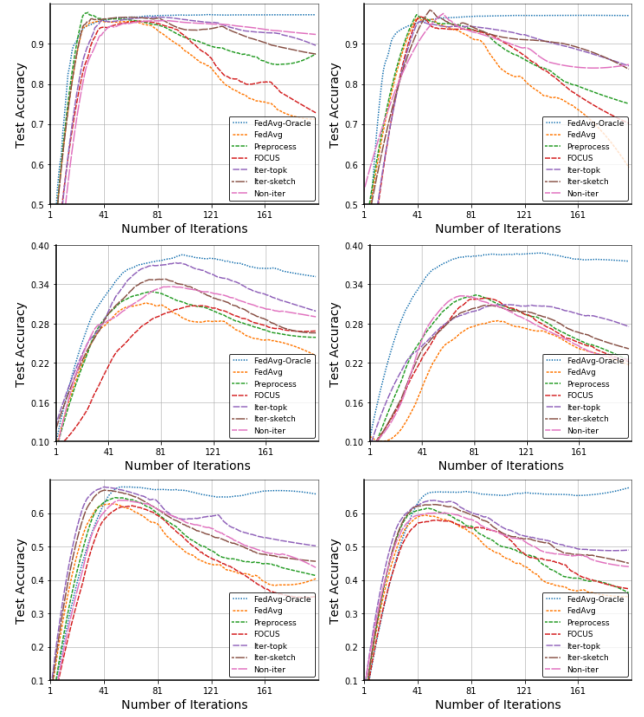 0.9
0.8
0.7
0.6
0.5
Test Accuracy
1 41 81 121 161
Number of Iterations
FedAvg-Oracle
FedAvg
Preprocess
FOCUS
Iter-topk
Iter-sketch
Non-iter
0.9
0.8
0.7
0.6
0.5
Test Accuracy
1 41 81 121 161
Number of Iterations
FedAvg-Oracle
FedAvg
Preprocess
FOCUS
Iter-topk
Iter-sketch
Non-iter
0.40
0.34
0.28
0.22
0.16
0.10
Test Accuracy
1 41 81 121 161
Number of Iterations
FedAvg-Oracle
FedAvg
Preprocess
FOCUS
Iter-topk
Iter-sketch
Non-iter
0.40
0.34
0.28
0.22
0.16
0.10
Test Accuracy
1 41 81 121 161
Number of Iterations
FedAvg-Oracle
FedAvg
Preprocess
FOCUS
Iter-topk
Iter-sketch
Non-iter
0.6
0.5
0.4
0.3
0.2
0.1
Test Accuracy
1 41 81 121 161
Number of Iterations
FedAvg-Oracle
FedAvg
Preprocess
FOCUS
Iter-topk
Iter-sketch
Non-iter
0.6
0.5
0.4
0.3
0.2
0.1
Test Accuracy
1 41 81 121 161
Number of Iterations
FedAvg-Oracle
FedAvg
Preprocess
FOCUS
Iter-topk
Iter-sketch
Non-iter